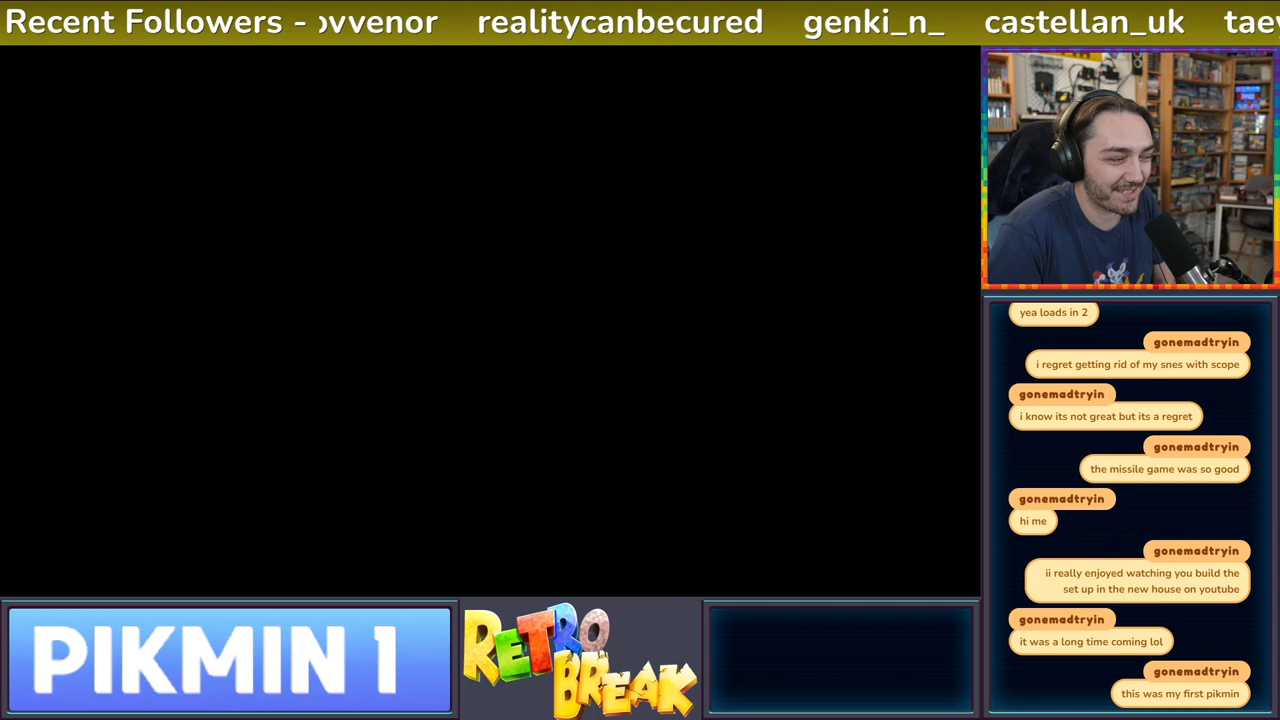 Recent Followers - ovvenor realitycanbecured genki_n_ castellan_uk taey
yea loads in 2
gonemadtryin
i regret getting rid of my snes with scope
gonemadtryin
i know its not great but its a regret
gonemadtryin
the missile game was so good
gonemadtryin
hi me
gonemadtryin
ii really enjoyed watching you build the
set up in the new house on youtube
gonemadtryin
it was a long time coming lol
gonemadtryin
this was my first pikmin
PIKMIN 1
RETRO
BREAK